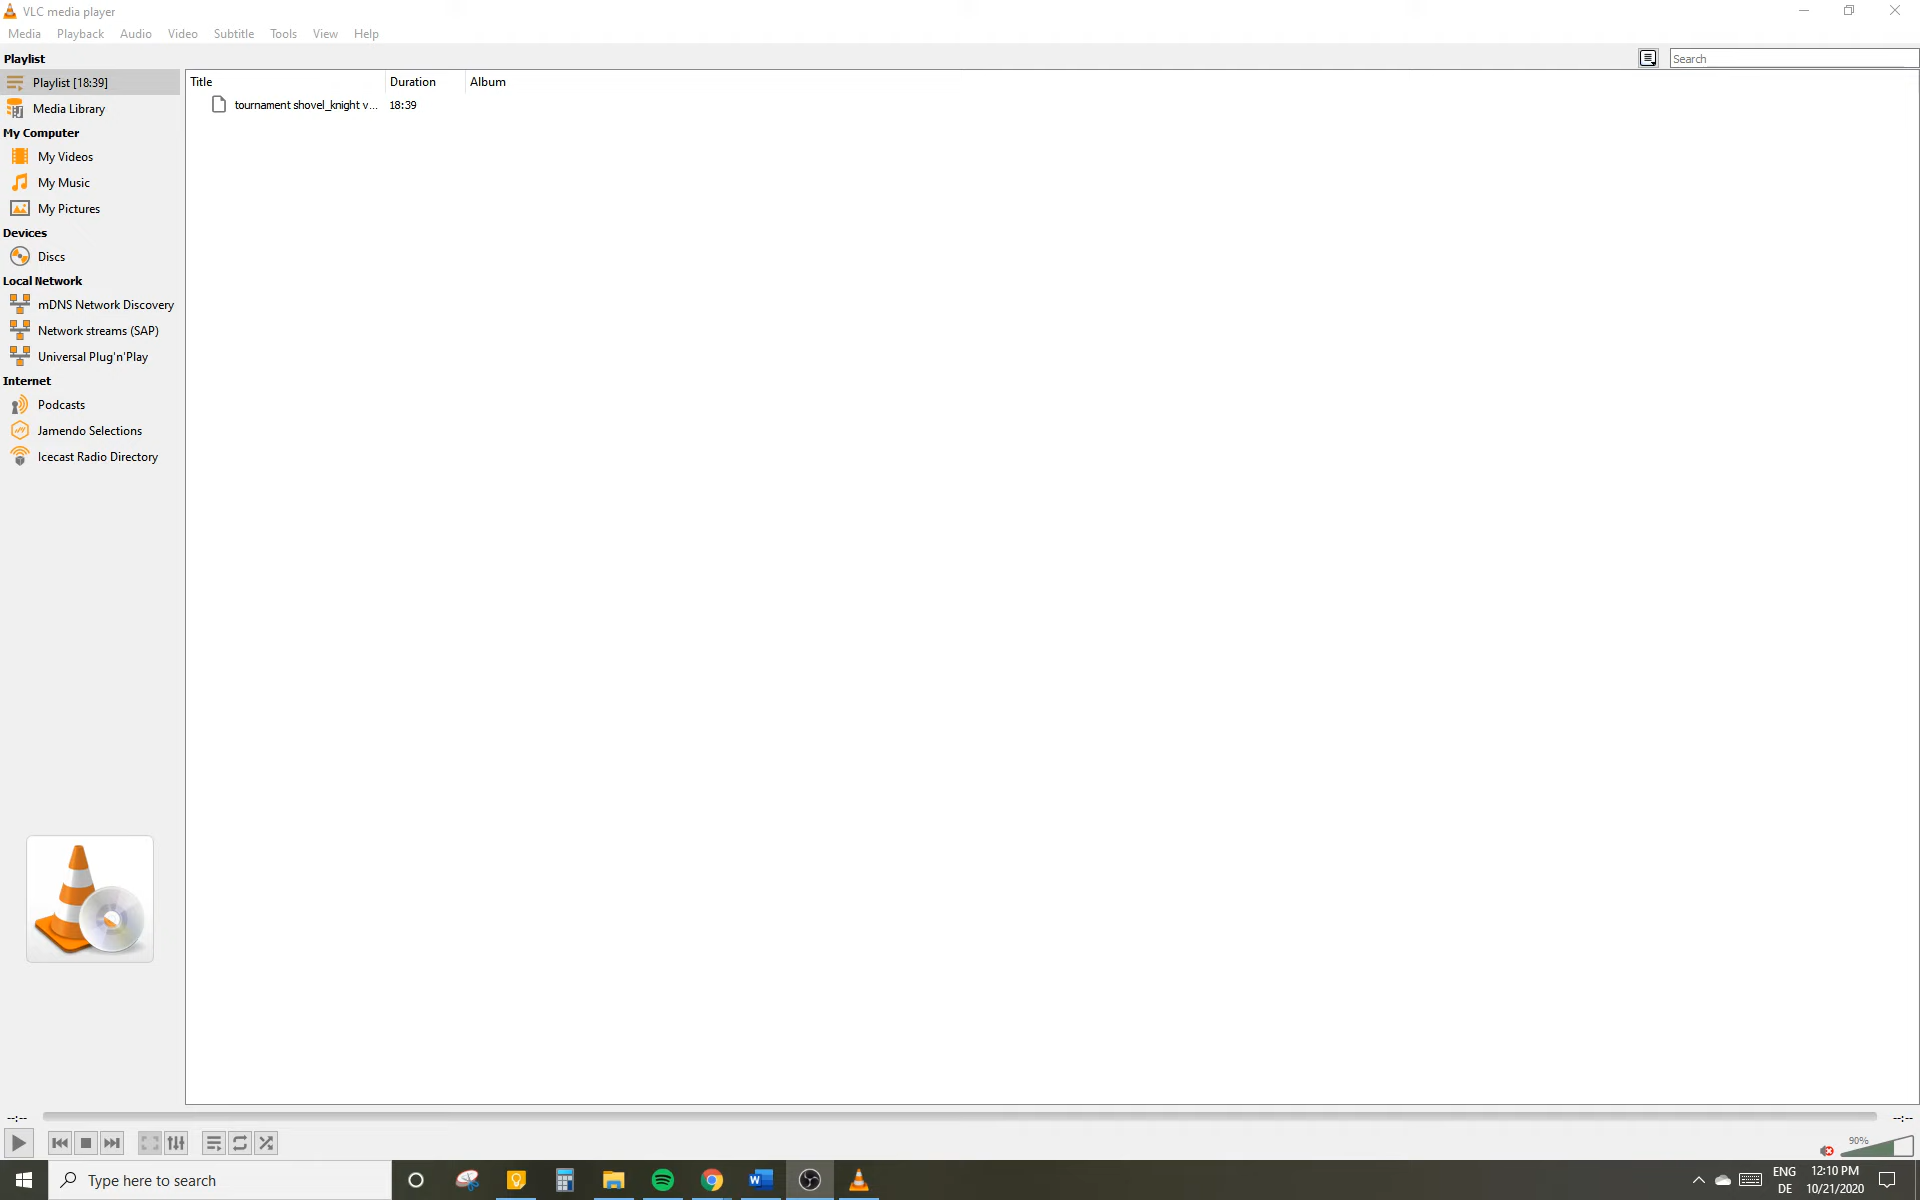 VLC media player
Media Playback Audio Video Subtitle Tools View Help
Playlist
Search
Playlist [18:39]
Title Duration Album
tournament shovel_knight v... 18:39
Media Library
My Computer
My Videos
My Music
My Pictures
Devices
Discs
Local Network
mDNS Network Discovery
Network streams (SAP)
Universal Plug'n'Play
Internet
Podcasts
Jamendo Selections
Icecast Radio Directory
--:-- --:--
90%
Type here to search
ENG 12:10 PM
DE 10/21/2020